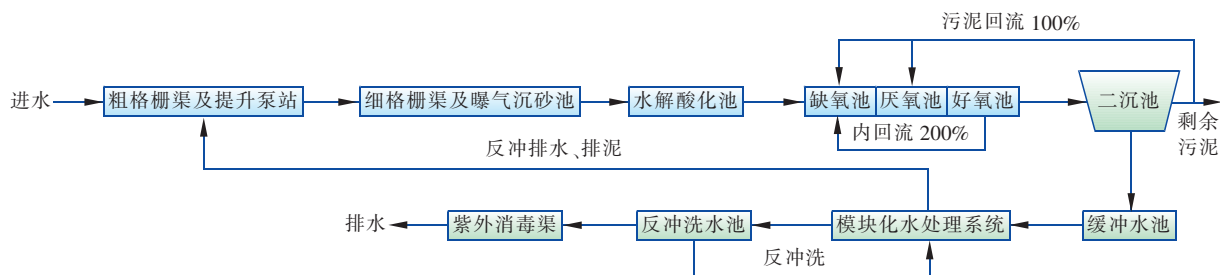 污泥回流 100%
进水
粗格栅渠及提升泵站
细格栅渠及曝气沉砂池
水解酸化池
缺氧池
厌氧池
好氧池
二沉池
剩余
污泥
内回流 200%
反冲排水、排泥
排水
紫外消毒渠
反冲洗水池
模块化水处理系统
缓冲水池
反冲洗